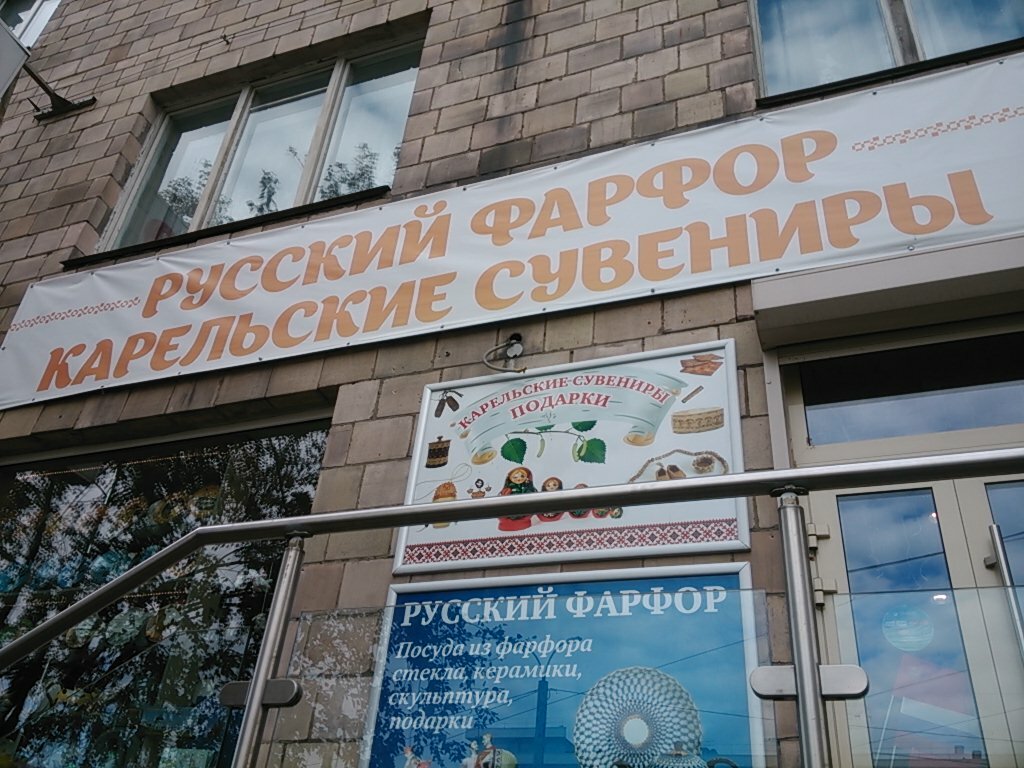 РУССКИЙ ФАРФОР
КАРЕЛЬСКИЕ СУВЕНИРЫ
КАРЕЛЬСКИЕ СУВЕНИРЫ
ПОДАРКИ
РУССКИЙ ФАРФОР
Посуда из фарфора
стекла, керамики,
скульптура,
подарки